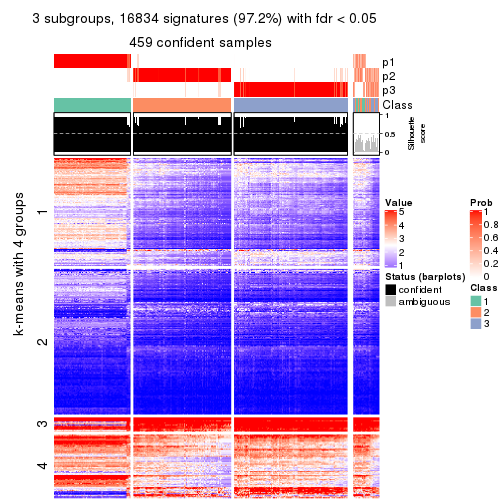 3 subgroups, 16834 signatures (97.2%) with fdr < 0.05
459 confident samples
p1
p2
p3
Class
1
0.5
0
Silhouette
score
k-means with 4 groups
1
2
3
4
Value
5
4
3
2
1
Status (barplots)
confident
ambiguous
Prob
1
0.8
0.6
0.4
0.2
0
Class
1
2
3